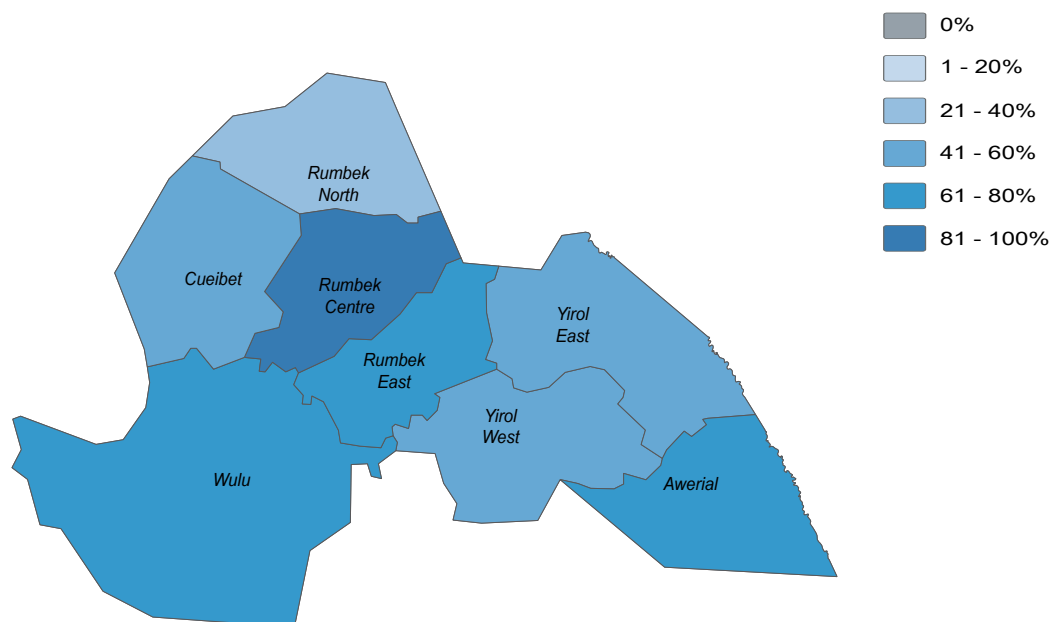 0%
1 - 20%
21 - 40%
41 - 60%
61 - 80%
81 - 100%
Rumbek
North
Cueibet
Rumbek
Centre
Yirol
East
Rumbek
East
Yirol
West
Wulu
Awerial